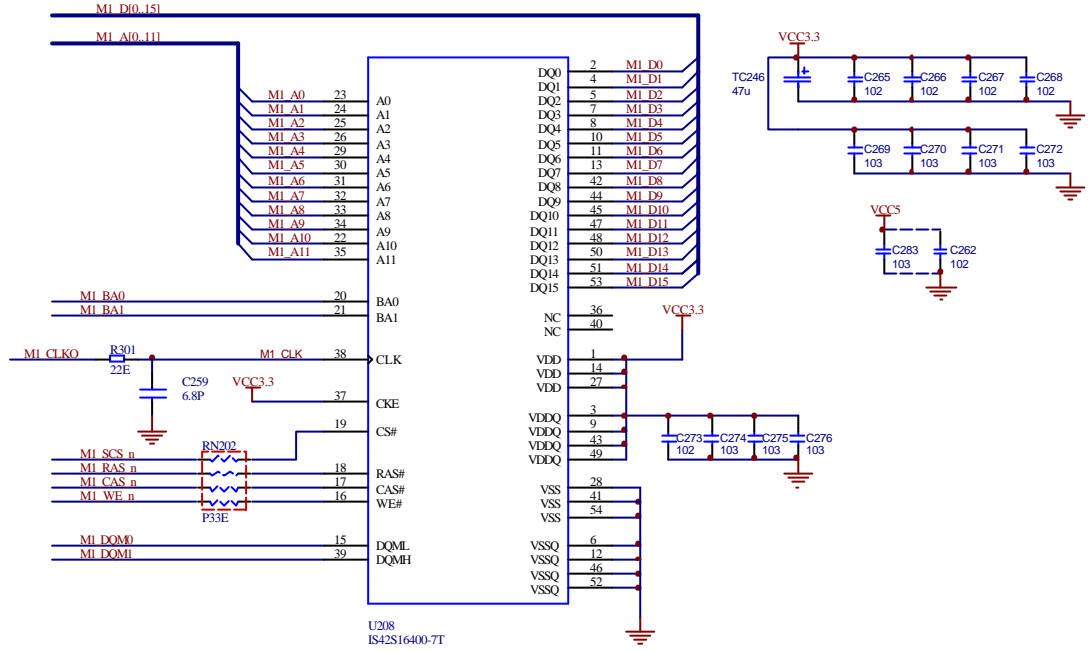 M1_D[0..15]
M1_A[0..11]
M1_A0 23 A0
M1_A1 24 A1
M1_A2 25 A2
M1_A3 26 A3
M1_A4 29 A4
M1_A5 30 A5
M1_A6 31 A6
M1_A7 32 A7
M1_A8 33 A8
M1_A9 34 A9
M1_A10 22 A10
M1_A11 35 A11
M1_BA0 20 BA0
M1_BA1 21 BA1
M1_CLKO R301 22E M1_CLK 38 CLK
C259
6.8P
VCC3.3 37 CKE
19 CS#
M1_SCS_n RN202
M1_RAS_n 18 RAS#
M1_CAS_n 17 CAS#
M1_WE_n 16 WE#
P33E
M1_DQM0 15 DQML
M1_DQM1 39 DQMH
DQ0 2 M1_D0
DQ1 4 M1_D1
DQ2 5 M1_D2
DQ3 7 M1_D3
DQ4 8 M1_D4
DQ5 10 M1_D5
DQ6 11 M1_D6
DQ7 13 M1_D7
DQ8 42 M1_D8
DQ9 44 M1_D9
DQ10 45 M1_D10
DQ11 47 M1_D11
DQ12 48 M1_D12
DQ13 50 M1_D13
DQ14 51 M1_D14
DQ15 53 M1_D15
NC 36
NC 40
VCC3.3
VDD 1
VDD 14
VDD 27
VDDQ 3
VDDQ 9
VDDQ 43
VDDQ 49
C273 C274 C275 C276
102 103 103 103
VSS 28
VSS 41
VSS 54
VSSQ 6
VSSQ 12
VSSQ 46
VSSQ 52
U208
IS42S16400-7T
VCC3.3
TC246 + C265 C266 C267 C268
47u 102 102 102 102
C269 C270 C271 C272
103 103 103 103
VCC5
C283 C262
103 102